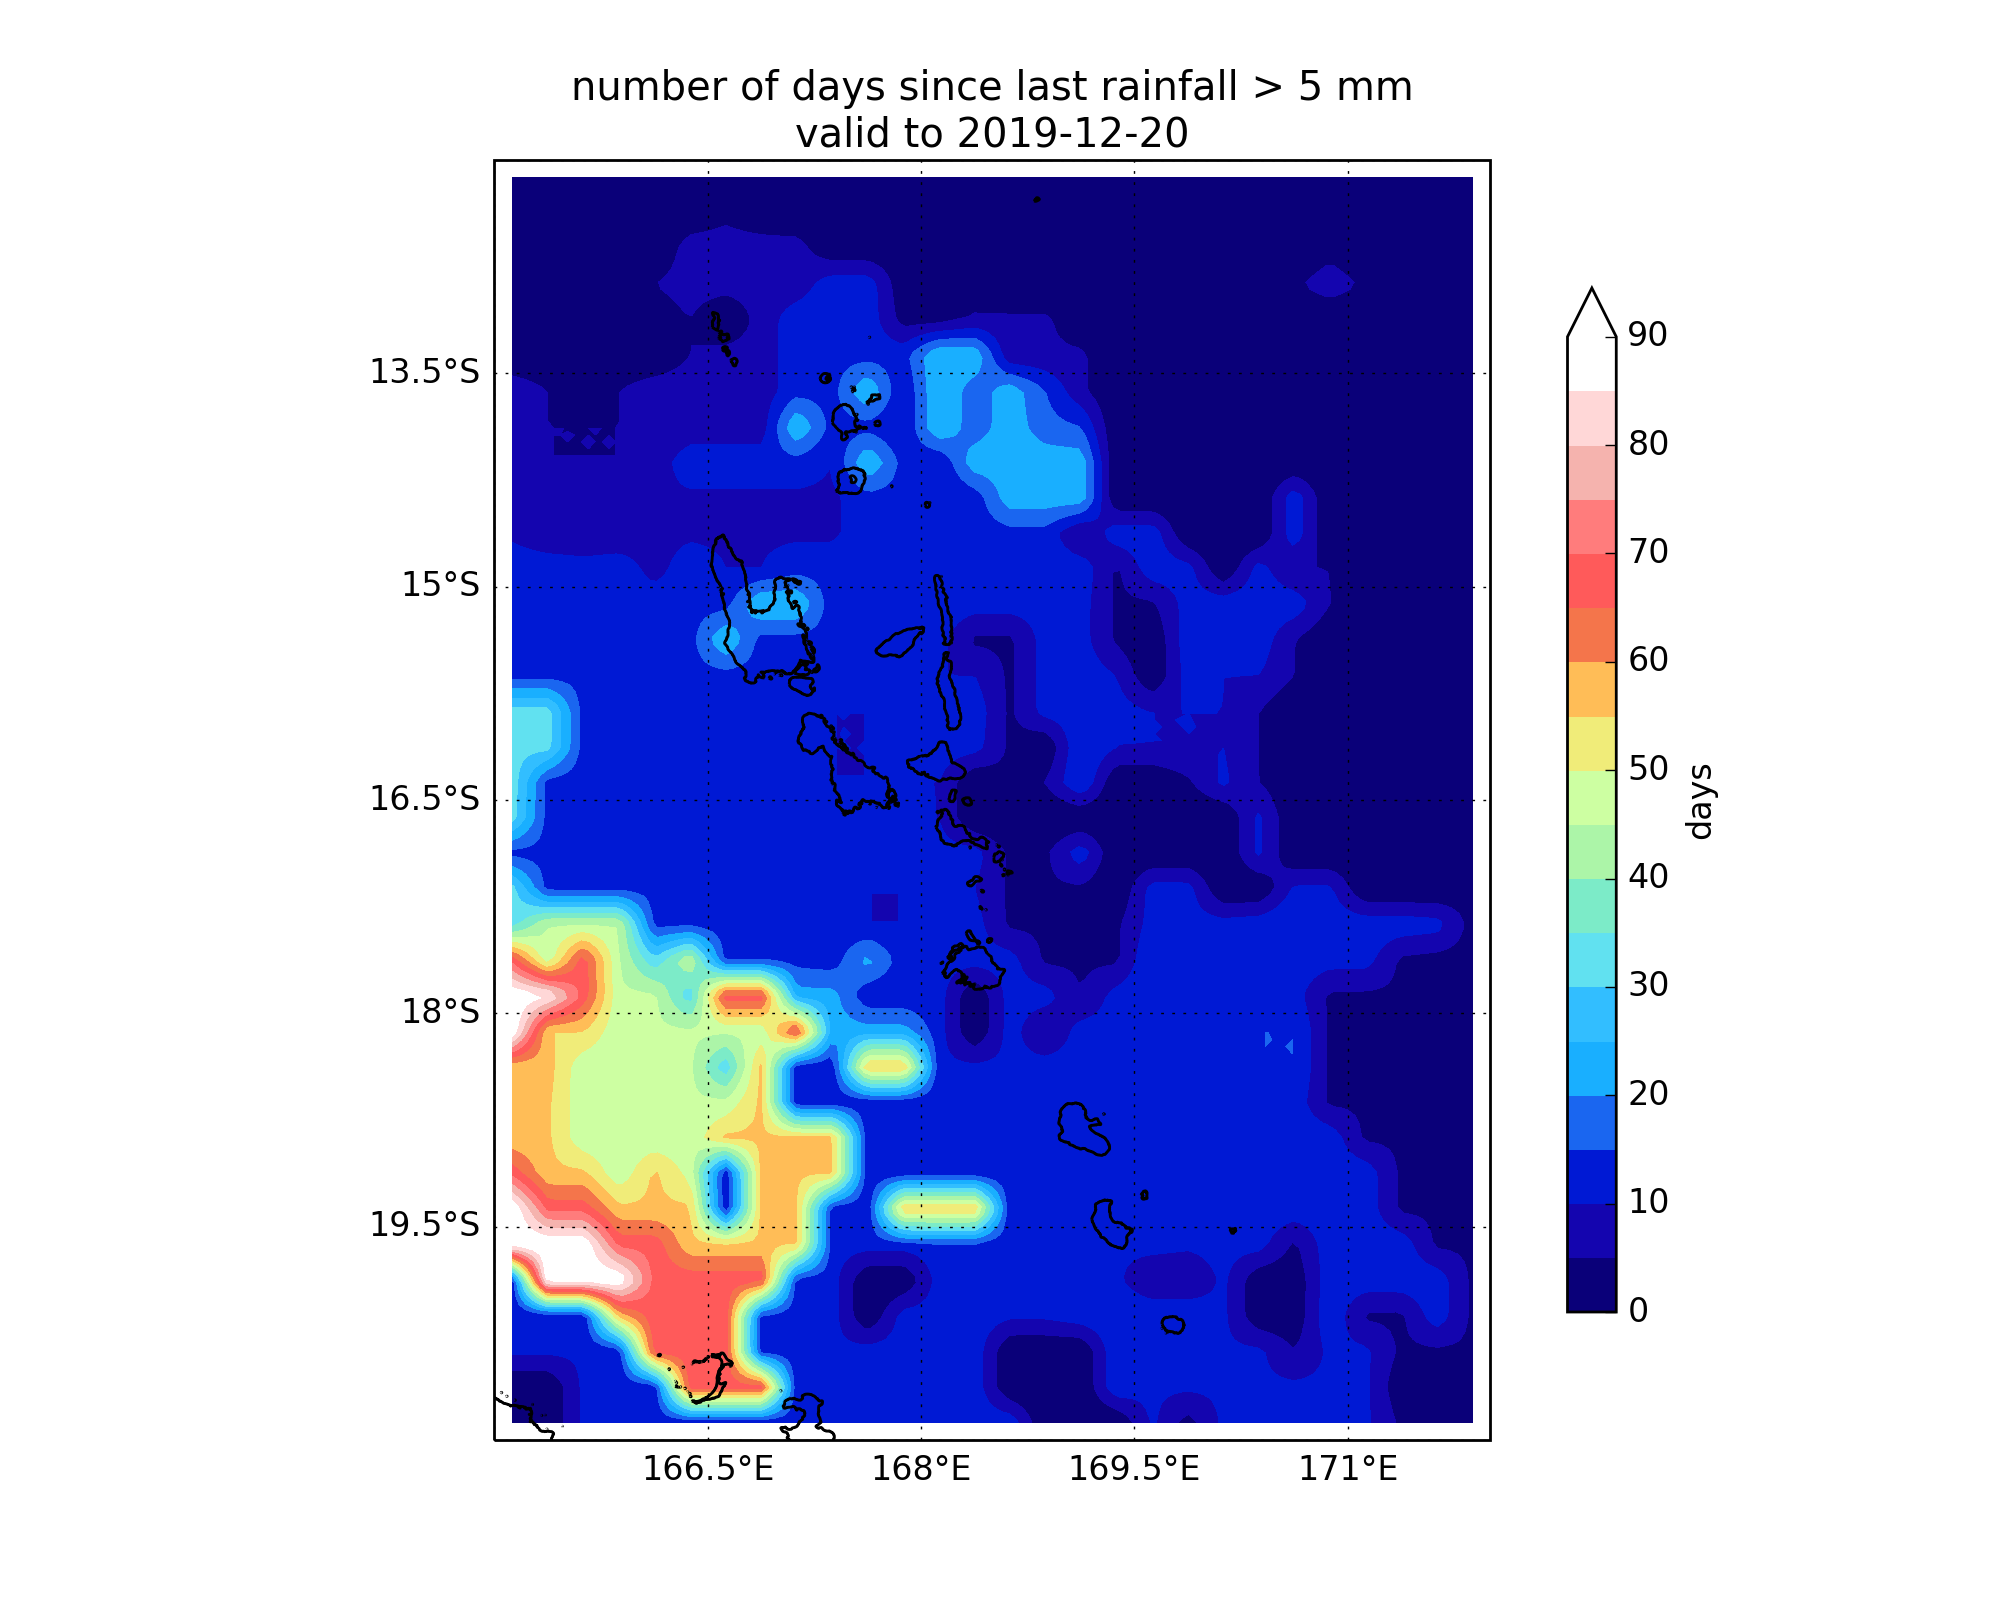 number of days since last rainfall > 5 mm
valid to 2019-12-20
13.5°S
15°S
16.5°S
18°S
19.5°S
166.5°E
168°E
169.5°E
171°E
90
80
70
60
50
40
30
20
10
0
days